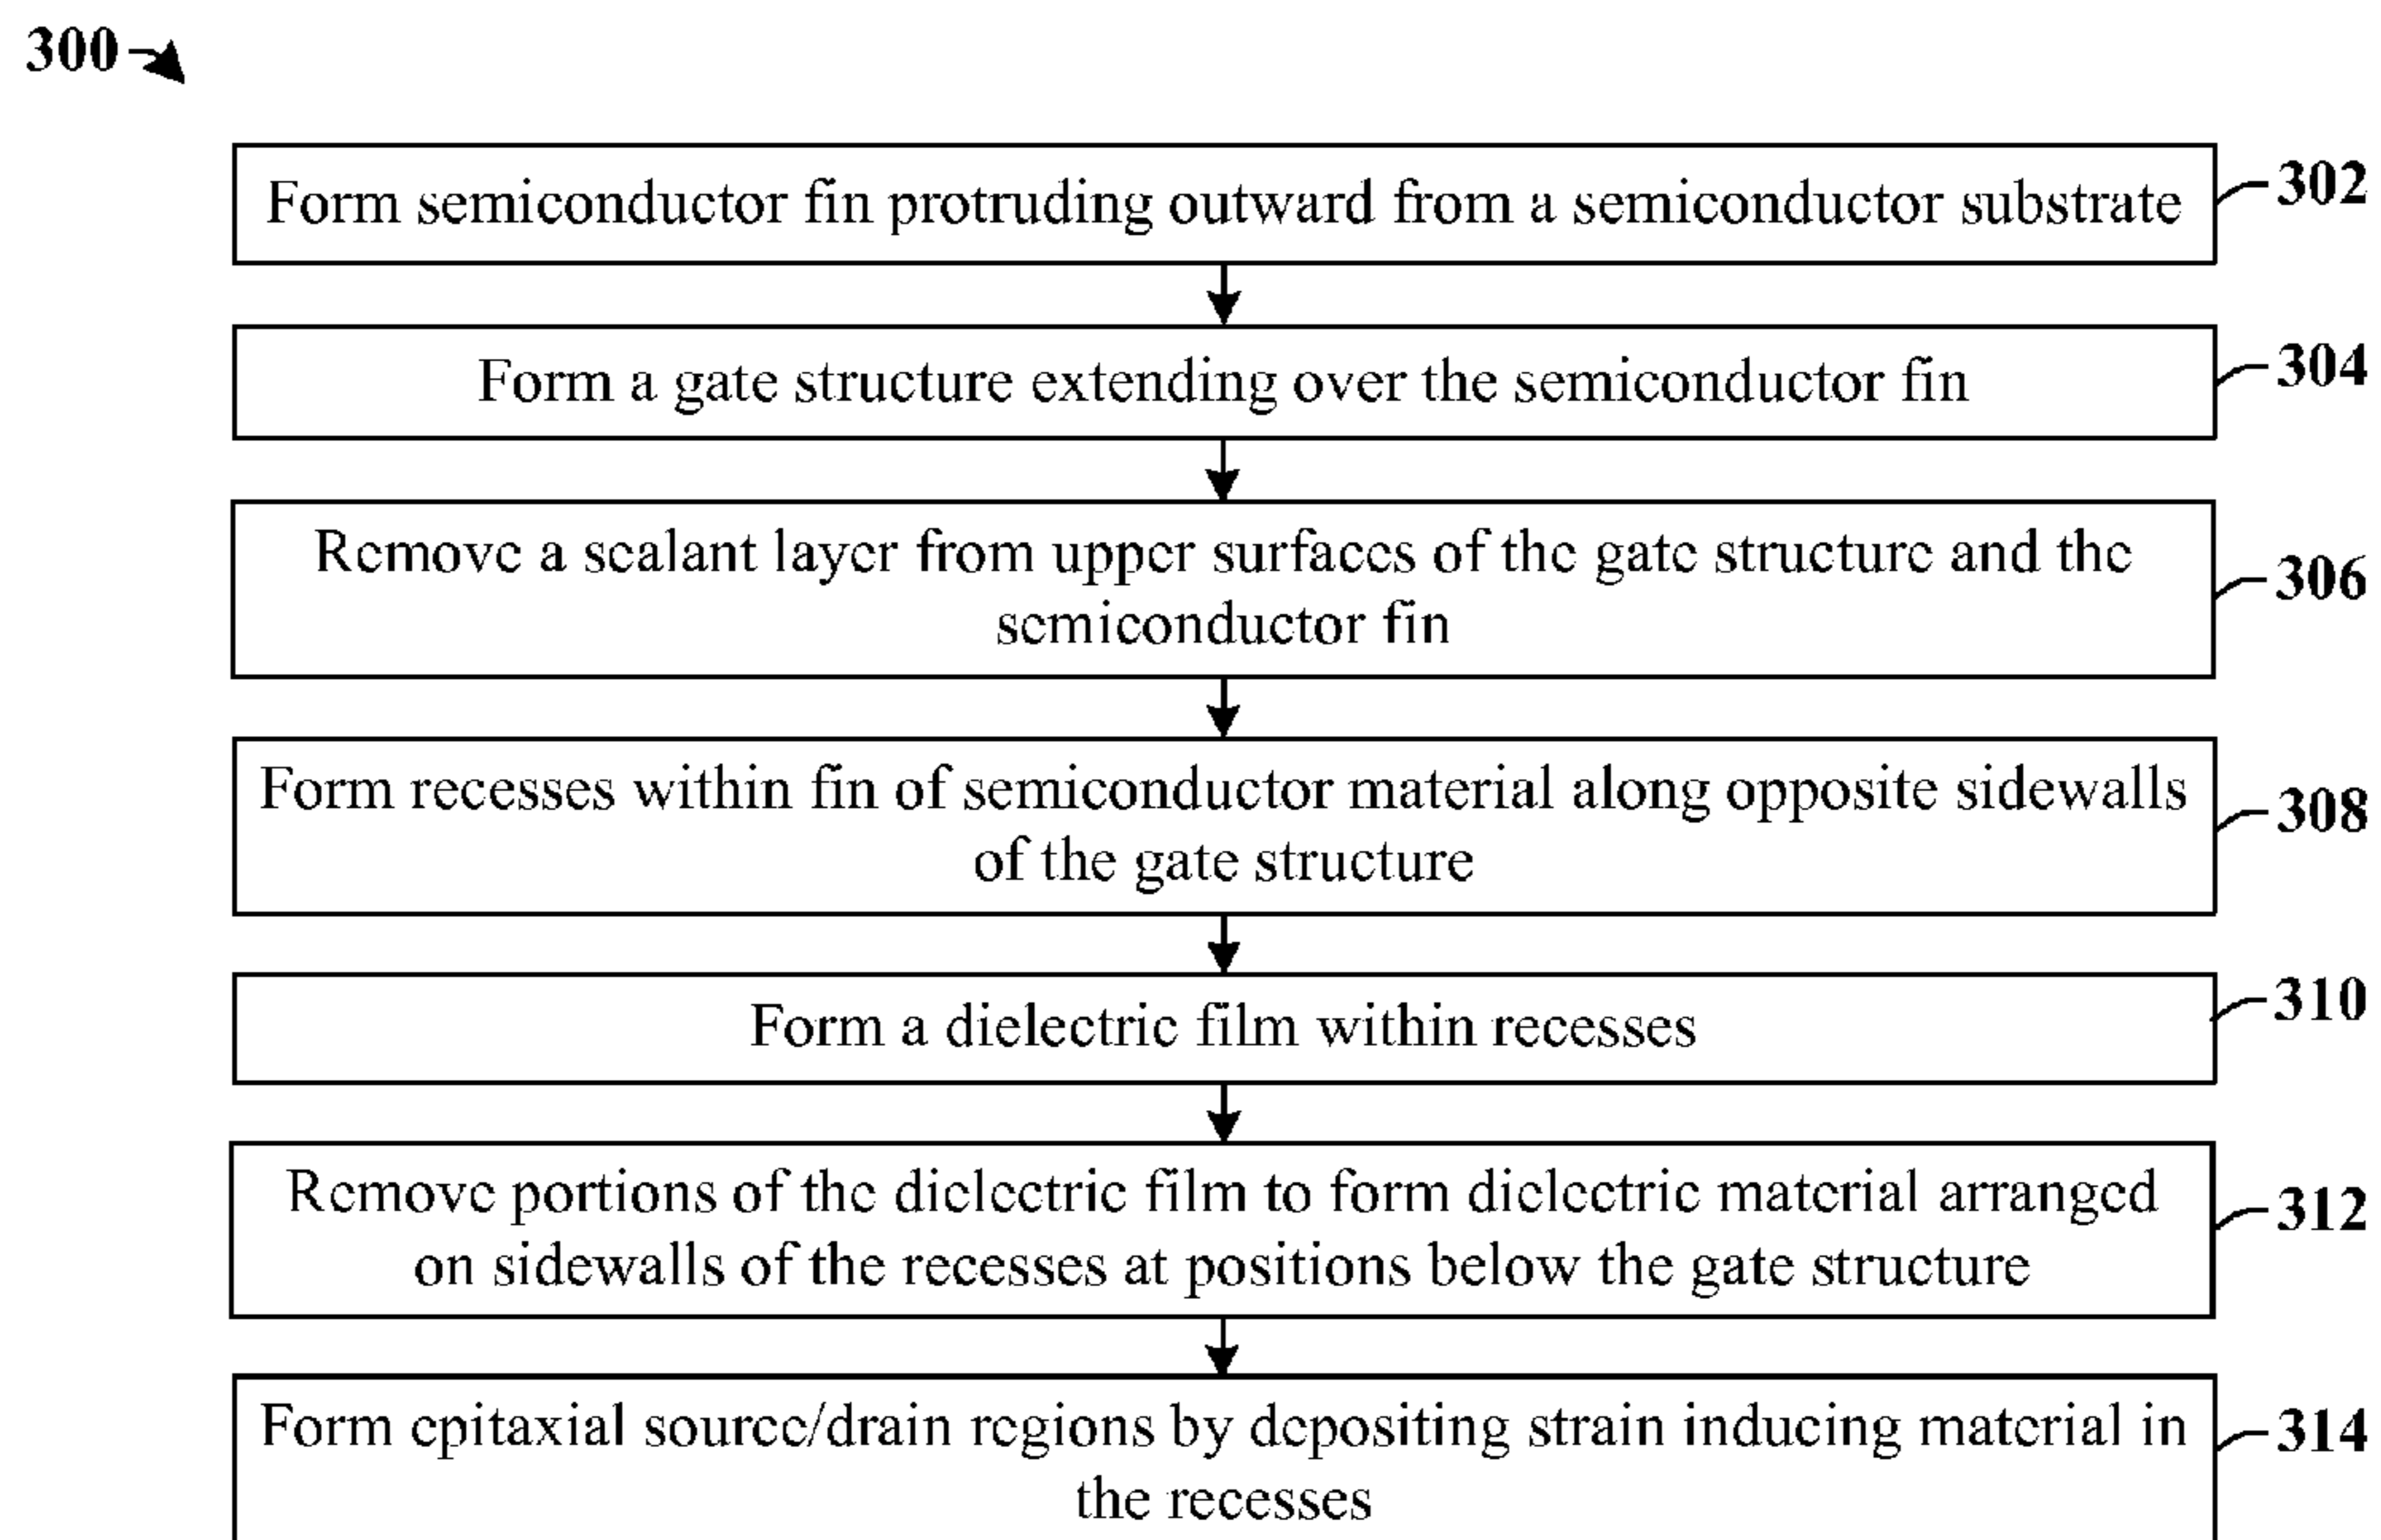 300
Form semiconductor fin protruding outward from a semiconductor substrate
302
Form a gate structure extending over the semiconductor fin
304
Remove a sealant layer from upper surfaces of the gate structure and the
semiconductor fin
306
Form recesses within fin of semiconductor material along opposite sidewalls
of the gate structure
308
Form a dielectric film within recesses
310
Remove portions of the dielectric film to form dielectric material arranged
on sidewalls of the recesses at positions below the gate structure
312
Form epitaxial source/drain regions by depositing strain inducing material in
the recesses
314